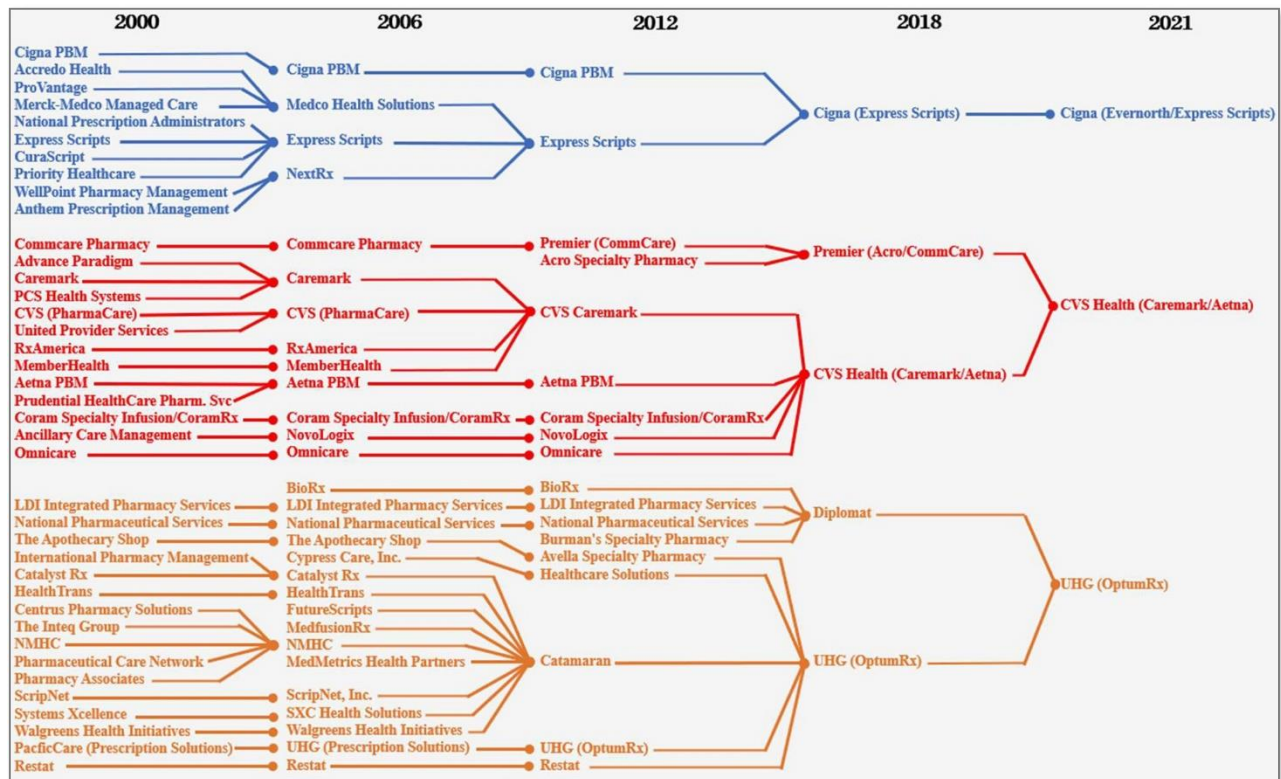 2000 2006 2012 2018 2021
Cigna PBM
Accredo Health
ProVantage
Merck-Medco Managed Care
National Prescription Administrators
Express Scripts
CuraScript
Priority Healthcare
WellPoint Pharmacy Management
Anthem Prescription Management
Cigna PBM
Medco Health Solutions
Express Scripts
NextRx
Cigna PBM
Express Scripts
Cigna (Express Scripts)
Cigna (Evernorth/Express Scripts)
Commcare Pharmacy
Advance Paradigm
Caremark
PCS Health Systems
CVS (PharmaCare)
United Provider Services
RxAmerica
MemberHealth
Aetna PBM
Prudential HealthCare Pharm. Svc
Coram Specialty Infusion/CoramRx
Ancillary Care Management
Omnicare
Commcare Pharmacy
Caremark
CVS (PharmaCare)
RxAmerica
MemberHealth
Aetna PBM
Coram Specialty Infusion/CoramRx
NovoLogix
Omnicare
Premier (CommCare)
Acro Specialty Pharmacy
CVS Caremark
Aetna PBM
Coram Specialty Infusion/CoramRx
NovoLogix
Omnicare
Premier (Acro/CommCare)
CVS Health (Caremark/Aetna)
CVS Health (Caremark/Aetna)
LDI Integrated Pharmacy Services
National Pharmaceutical Services
The Apothecary Shop
International Pharmacy Management
Catalyst Rx
HealthTrans
Centrus Pharmacy Solutions
The Inteq Group
NMHC
Pharmaceutical Care Network
Pharmacy Associates
ScripNet
Systems Xcellence
Walgreens Health Initiatives
PacficCare (Prescription Solutions)
Restat
BioRx
LDI Integrated Pharmacy Services
National Pharmaceutical Services
The Apothecary Shop
Cypress Care, Inc.
Catalyst Rx
HealthTrans
FutureScripts
MedfusionRx
NMHC
MedMetrics Health Partners
ScripNet, Inc.
SXC Health Solutions
Walgreens Health Initiatives
UHG (Prescription Solutions)
Restat
BioRx
LDI Integrated Pharmacy Services
National Pharmaceutical Services
Burman's Specialty Pharmacy
Avella Specialty Pharmacy
Healthcare Solutions
Catamaran
UHG (OptumRx)
Restat
Diplomat
UHG (OptumRx)
UHG (OptumRx)